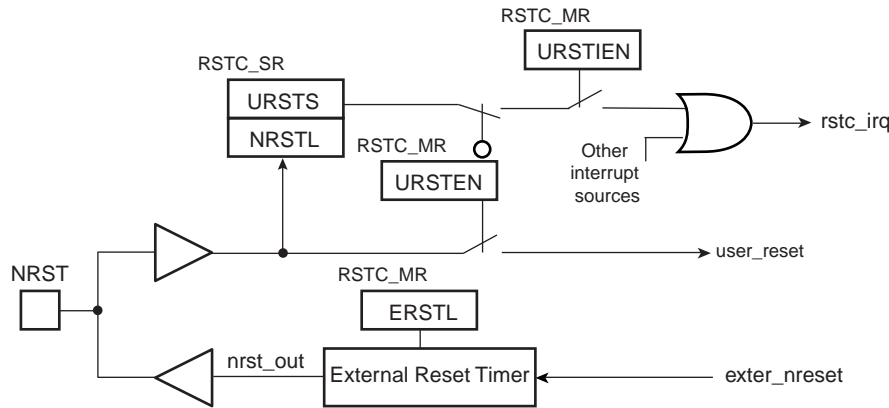 RSTC_MR
URSTIEN
RSTC_SR
URSTS
NRSTL
RSTC_MR
URSTEN
rstc_irq
Other
interrupt
sources
NRST
user_reset
RSTC_MR
ERSTL
nrst_out
External Reset Timer
exter_nreset